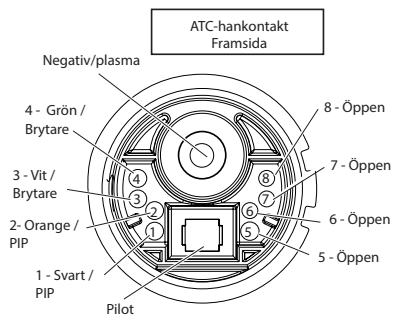 ATC-hankontakt
Framsida
Negativ/plasma
4 - Grön /
Brytare
3 - Vit /
Brytare
2- Orange /
PIP
1 - Svart /
PIP
Pilot
8 - Öppen
7 - Öppen
6 - Öppen
5 - Öppen
4
3
2
1
8
7
6
5